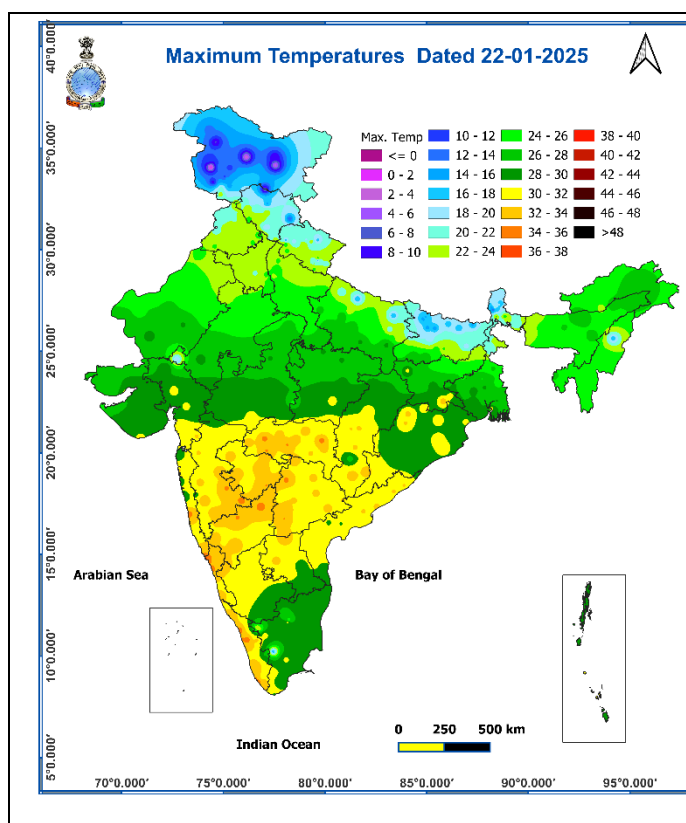 Maximum Temperatures Dated 22-01-2025
Max. Temp
<= 0
0 - 2
2 - 4
4 - 6
6 - 8
8 - 10
10 - 12
12 - 14
14 - 16
16 - 18
18 - 20
20 - 22
22 - 24
24 - 26
26 - 28
28 - 30
30 - 32
32 - 34
34 - 36
36 - 38
38 - 40
40 - 42
42 - 44
44 - 46
46 - 48
>48
40°0.000'
35°0.000'
30°0.000'
25°0.000'
20°0.000'
15°0.000'
10°0.000'
5°0.000'
Arabian Sea
Bay of Bengal
Indian Ocean
0 250 500 km
70°0.000' 75°0.000' 80°0.000' 85°0.000' 90°0.000' 95°0.000'